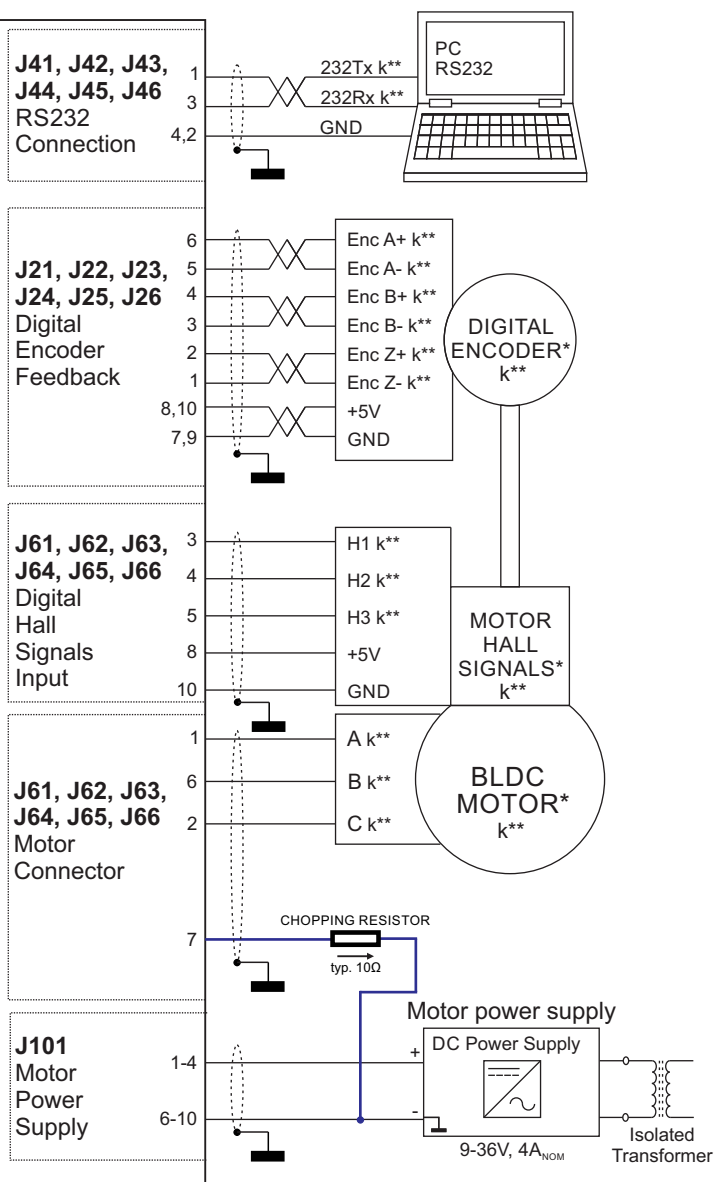 J41, J42, J43,
J44, J45, J46
RS232
Connection
1
3
4,2
232Tx k**
232Rx k**
GND
PC
RS232
J21, J22, J23,
J24, J25, J26
Digital
Encoder
Feedback
6
5
4
3
2
1
8,10
7,9
Enc A+ k**
Enc A- k**
Enc B+ k**
Enc B- k**
Enc Z+ k**
Enc Z- k**
+5V
GND
DIGITAL
ENCODER*
k**
J61, J62, J63,
J64, J65, J66
Digital
Hall
Signals
Input
3
4
5
8
10
H1 k**
H2 k**
H3 k**
+5V
GND
MOTOR
HALL
SIGNALS*
k**
J61, J62, J63,
J64, J65, J66
Motor
Connector
1
6
2
7
A k**
B k**
C k**
BLDC
MOTOR*
k**
CHOPPING RESISTOR
typ. 10Ω
J101
Motor
Power
Supply
1-4
6-10
Motor power supply
+
-
DC Power Supply
9-36V, 4ANOM
Isolated
Transformer